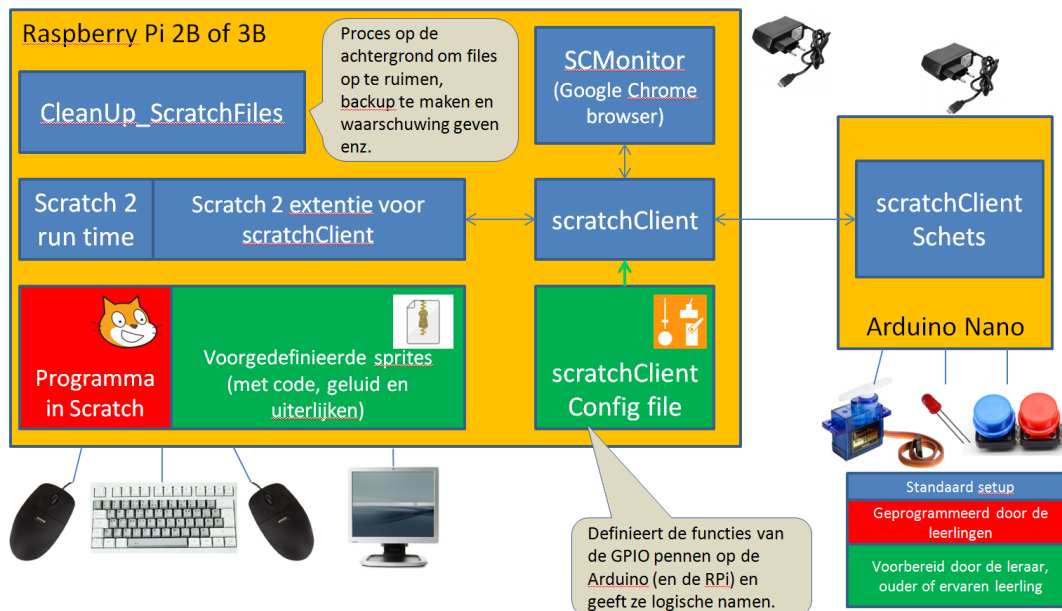 Raspberry Pi 2B of 3B
CleanUp_ScratchFiles
Proces op de
achtergrond om files
op te ruimen,
backup te maken en
waarschuwing geven
enz.
SCMonitor
(Google Chrome
browser)
Scratch 2
run time
Scratch 2 extentie voor
scratchClient
scratchClient
scratchClient
Schets
Arduino Nano
Programma
in Scratch
Voorgedefinieerde sprites
(met code, geluid en
uiterlijken)
scratchClient
Config file
Definieert de functies van
de GPIO pennen op de
Arduino (en de RPi) en
geeft ze logische namen.
Standaard setup
Geprogrammeerd door de
leerlingen
Voorbereid door de leraar,
ouder of ervaren leerling